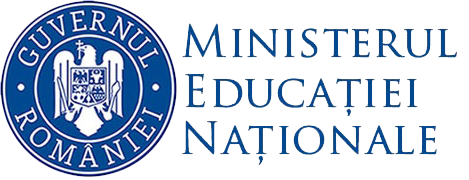 GUVERNUL
ROMÂNIEI
MINISTERUL
EDUCAȚIEI
NAȚIONALE